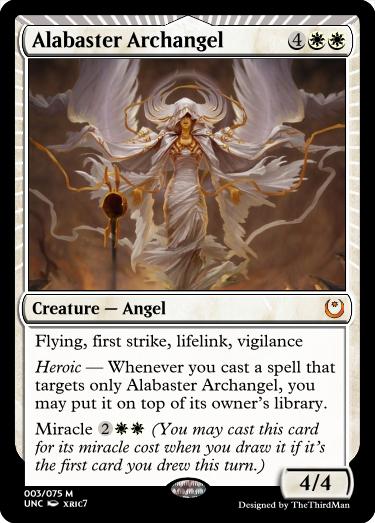 Alabaster Archangel 4
Creature — Angel
Flying, first strike, lifelink, vigilance
Heroic — Whenever you cast a spell that
targets only Alabaster Archangel, you
may put it on top of its owner's library.
Miracle 2 (You may cast this card
for its miracle cost when you draw it if it's
the first card you drew this turn.)
4/4
003/075 M
UNC XRIC7
Designed by TheThirdMan